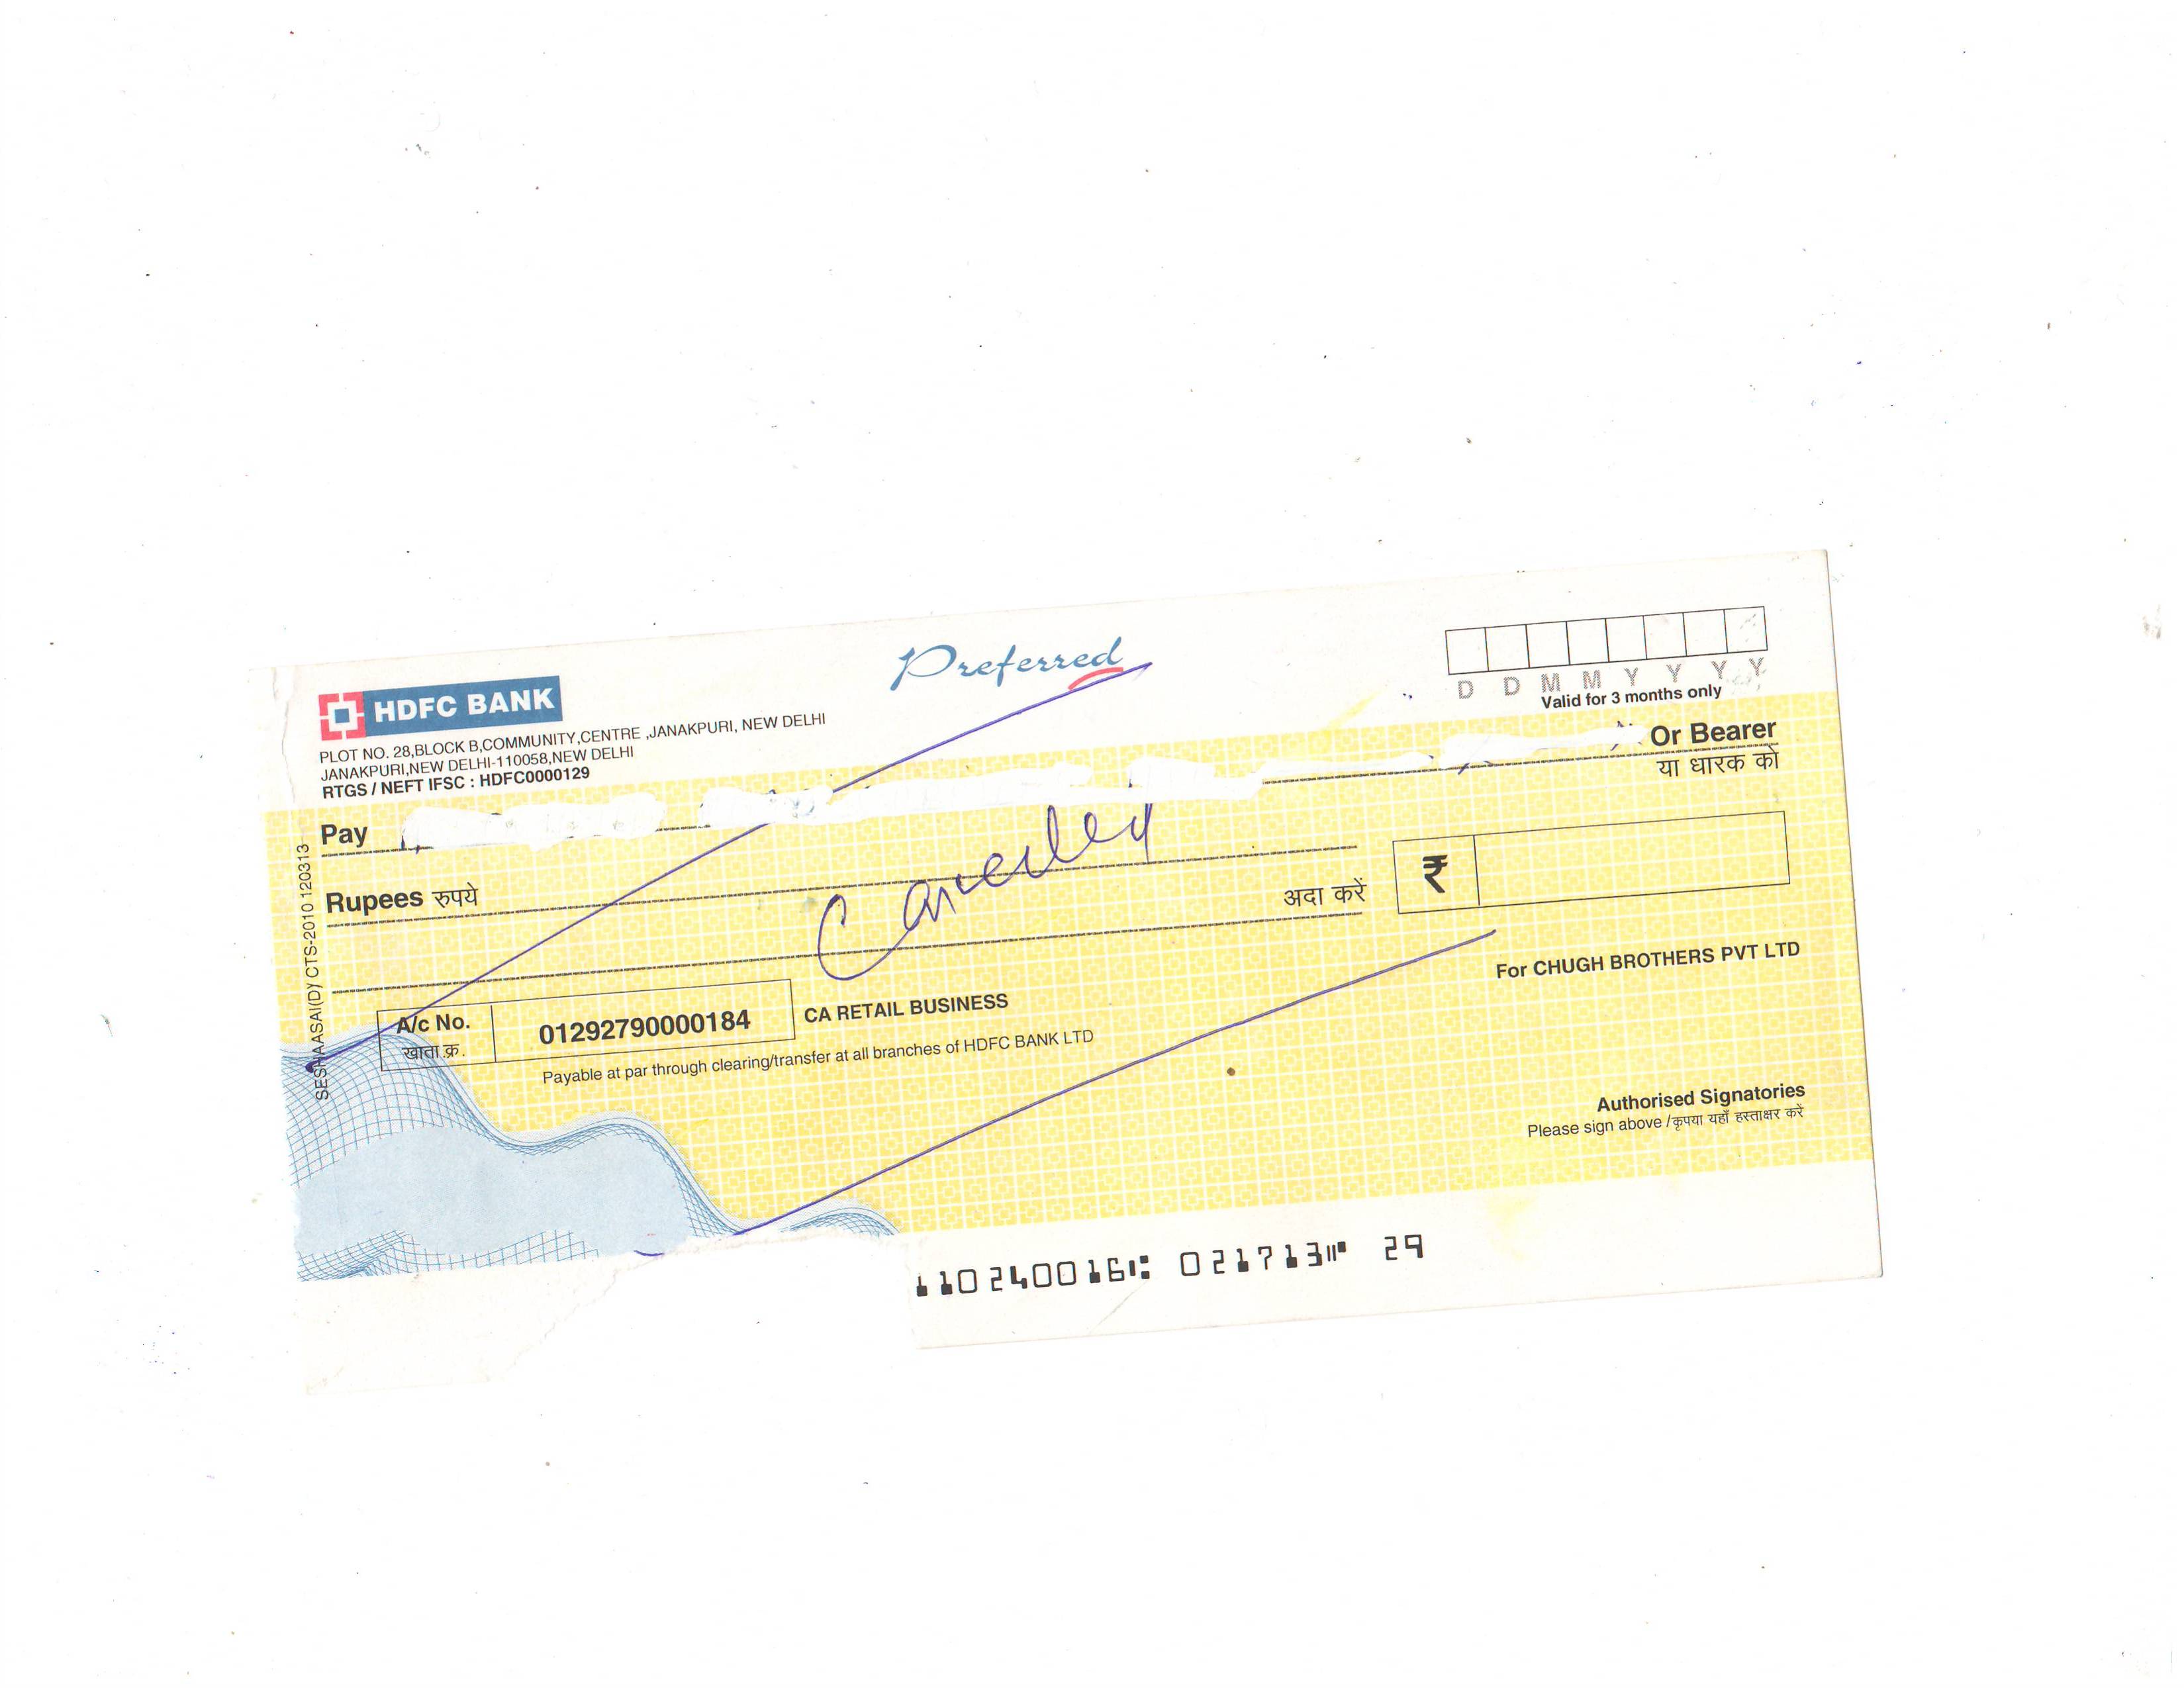 HDFC BANK
Preferred
PLOT NO. 28,BLOCK B,COMMUNITY,CENTRE ,JANAKPURI, NEW DELHI
JANAKPURI,NEW DELHI-110058,NEW DELHI
RTGS / NEFT IFSC : HDFC0000129
D D M M Y Y Y Y
Valid for 3 months only
Pay
Or Bearer
या धारक को
Rupees रुपये
Cancelled
अदा करें
₹
For CHUGH BROTHERS PVT LTD
A/c No.
खाता क्र.
01292790000184
CA RETAIL BUSINESS
Payable at par through clearing/transfer at all branches of HDFC BANK LTD
Authorised Signatories
Please sign above / कृपया यहाँ हस्ताक्षर करें
SESHAASAI(D) CTS-2010 120313
110240016⑆ 021713⑈ 29